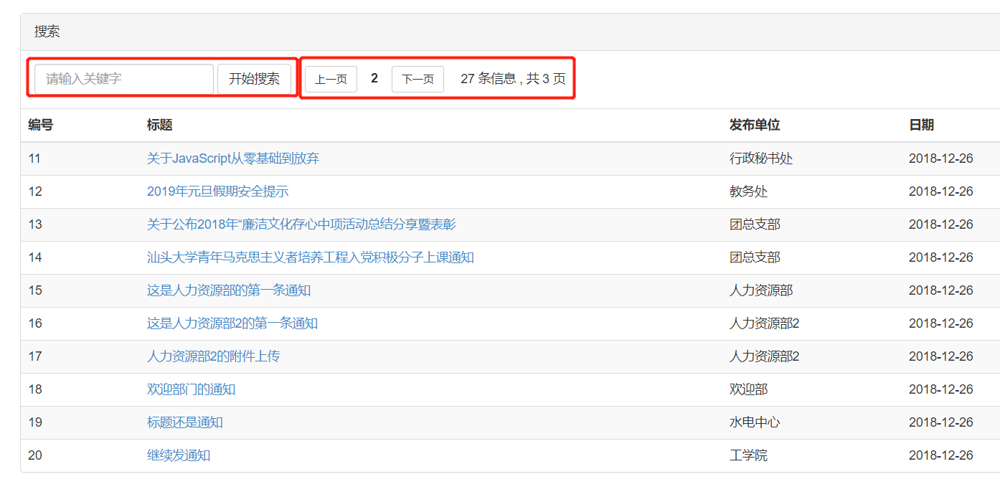 搜索
请输入关键字 开始搜索 上一页 2 下一页 27 条信息 , 共 3 页
编号 标题 发布单位 日期
11 关于JavaScript从零基础到放弃 行政秘书处 2018-12-26
12 2019年元旦假期安全提示 教务处 2018-12-26
13 关于公布2018年“廉洁文化存心中项活动总结分享暨表彰 团总支部 2018-12-26
14 汕头大学青年马克思主义者培养工程入党积极分子上课通知 团总支部 2018-12-26
15 这是人力资源部的第一条通知 人力资源部 2018-12-26
16 这是人力资源部2的第一条通知 人力资源部2 2018-12-26
17 人力资源部2的附件上传 人力资源部2 2018-12-26
18 欢迎部门的通知 欢迎部 2018-12-26
19 标题还是通知 水电中心 2018-12-26
20 继续发通知 工学院 2018-12-26